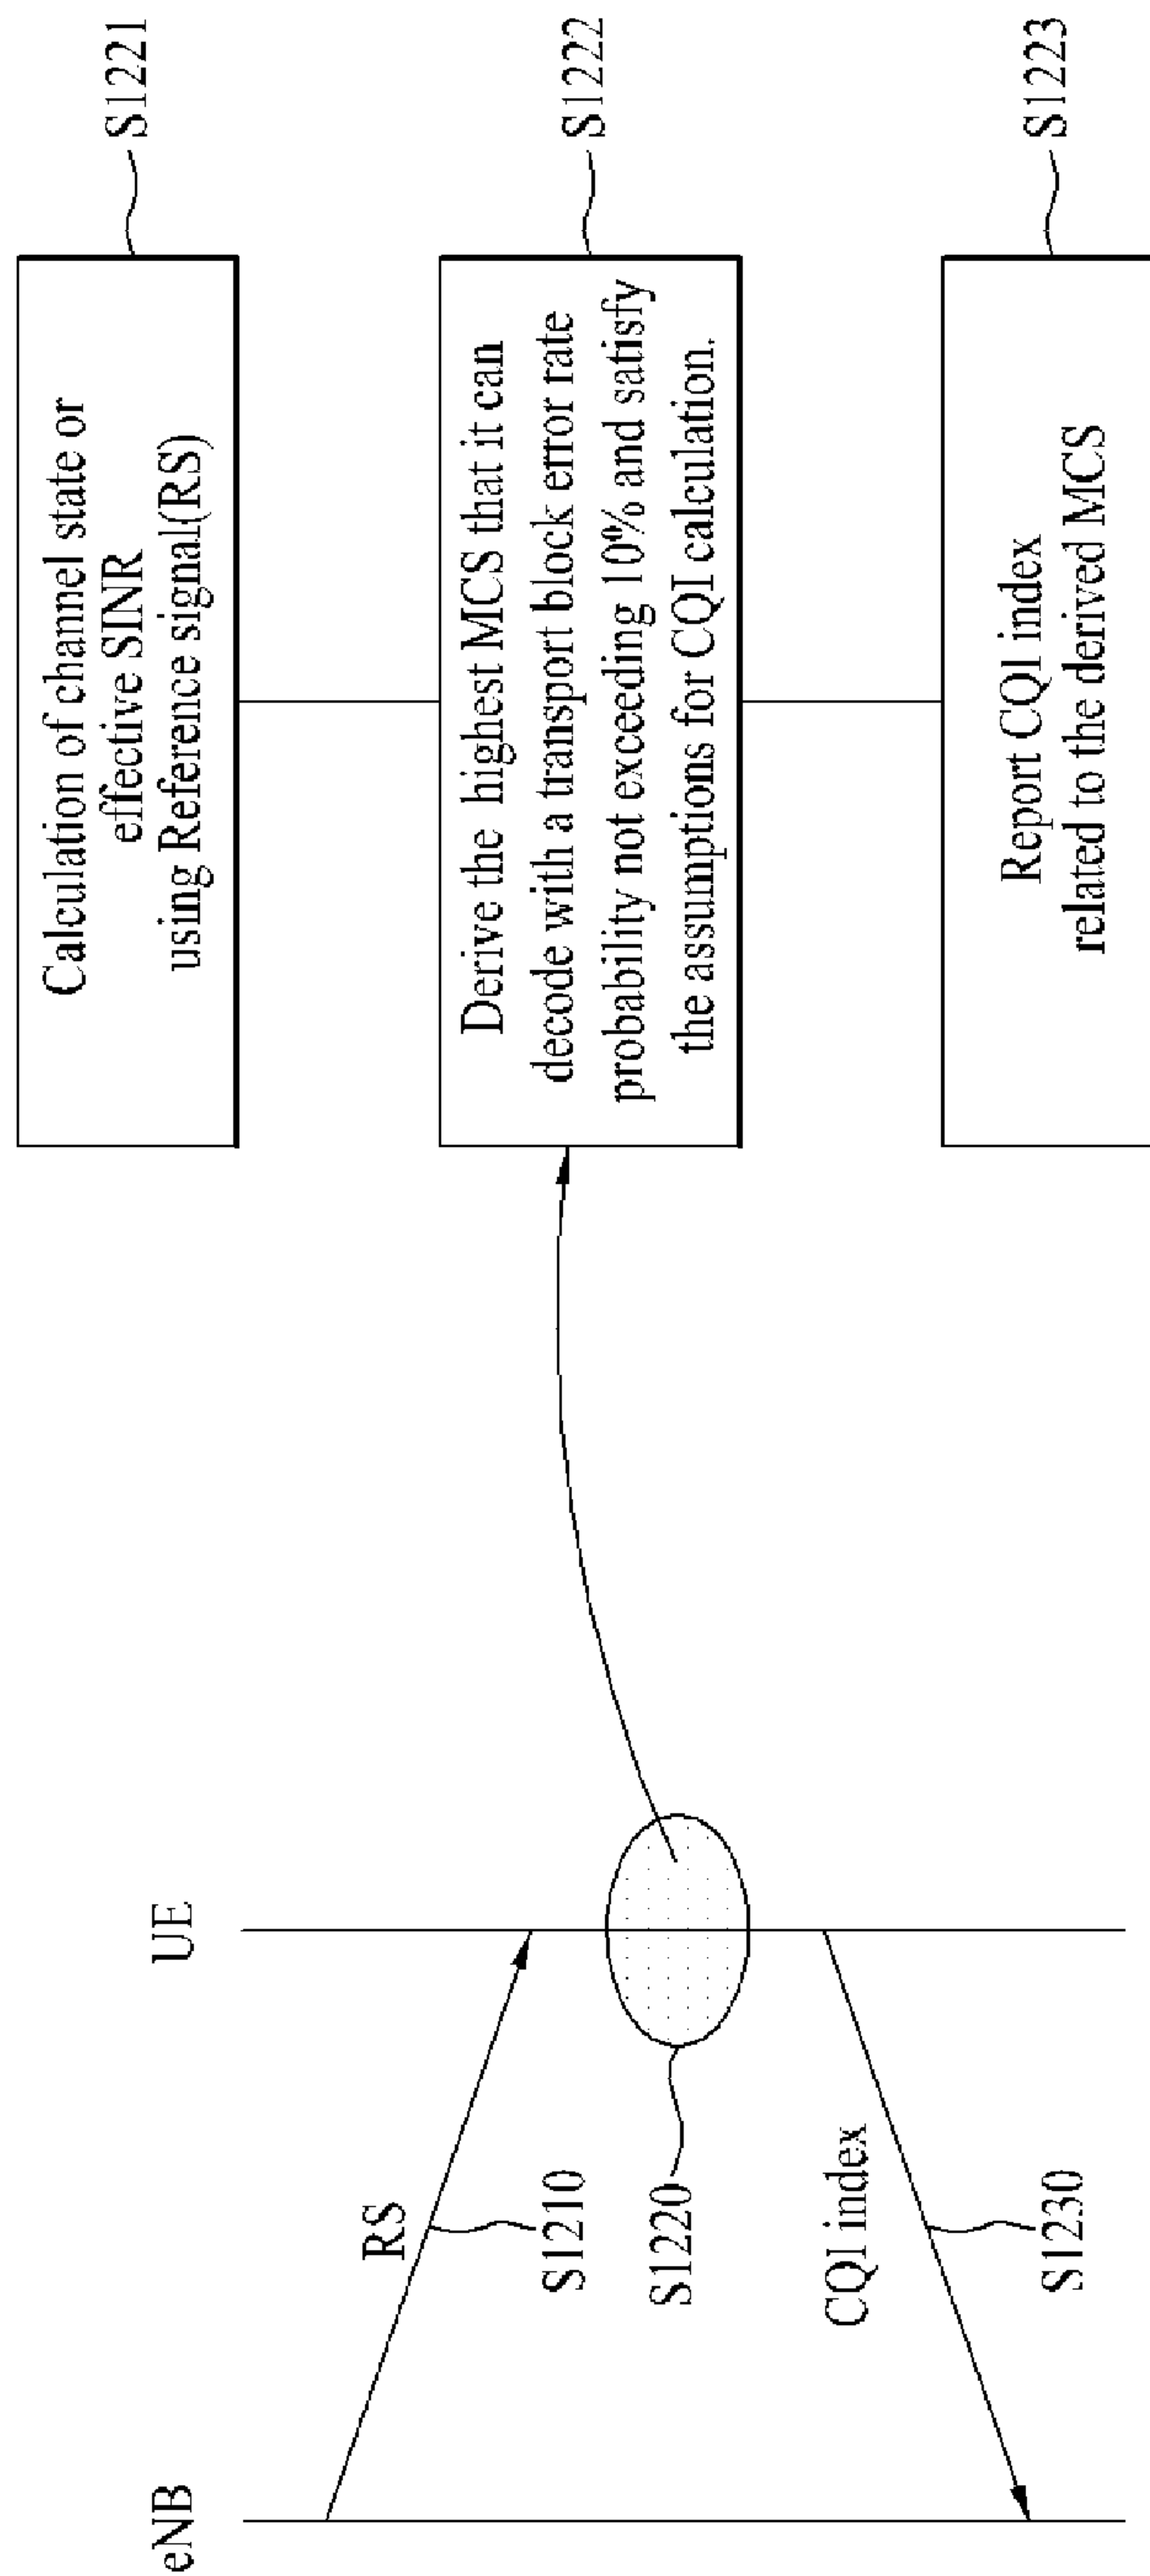 eNB
UE
RS
S1210
S1220
CQI index
S1230
Calculation of channel state or
effective SINR
using Reference signal(RS)
S1221
Derive the highest MCS that it can
decode with a transport block error rate
probability not exceeding 10% and satisfy
the assumptions for CQI calculation.
S1222
Report CQI index
related to the derived MCS
S1223